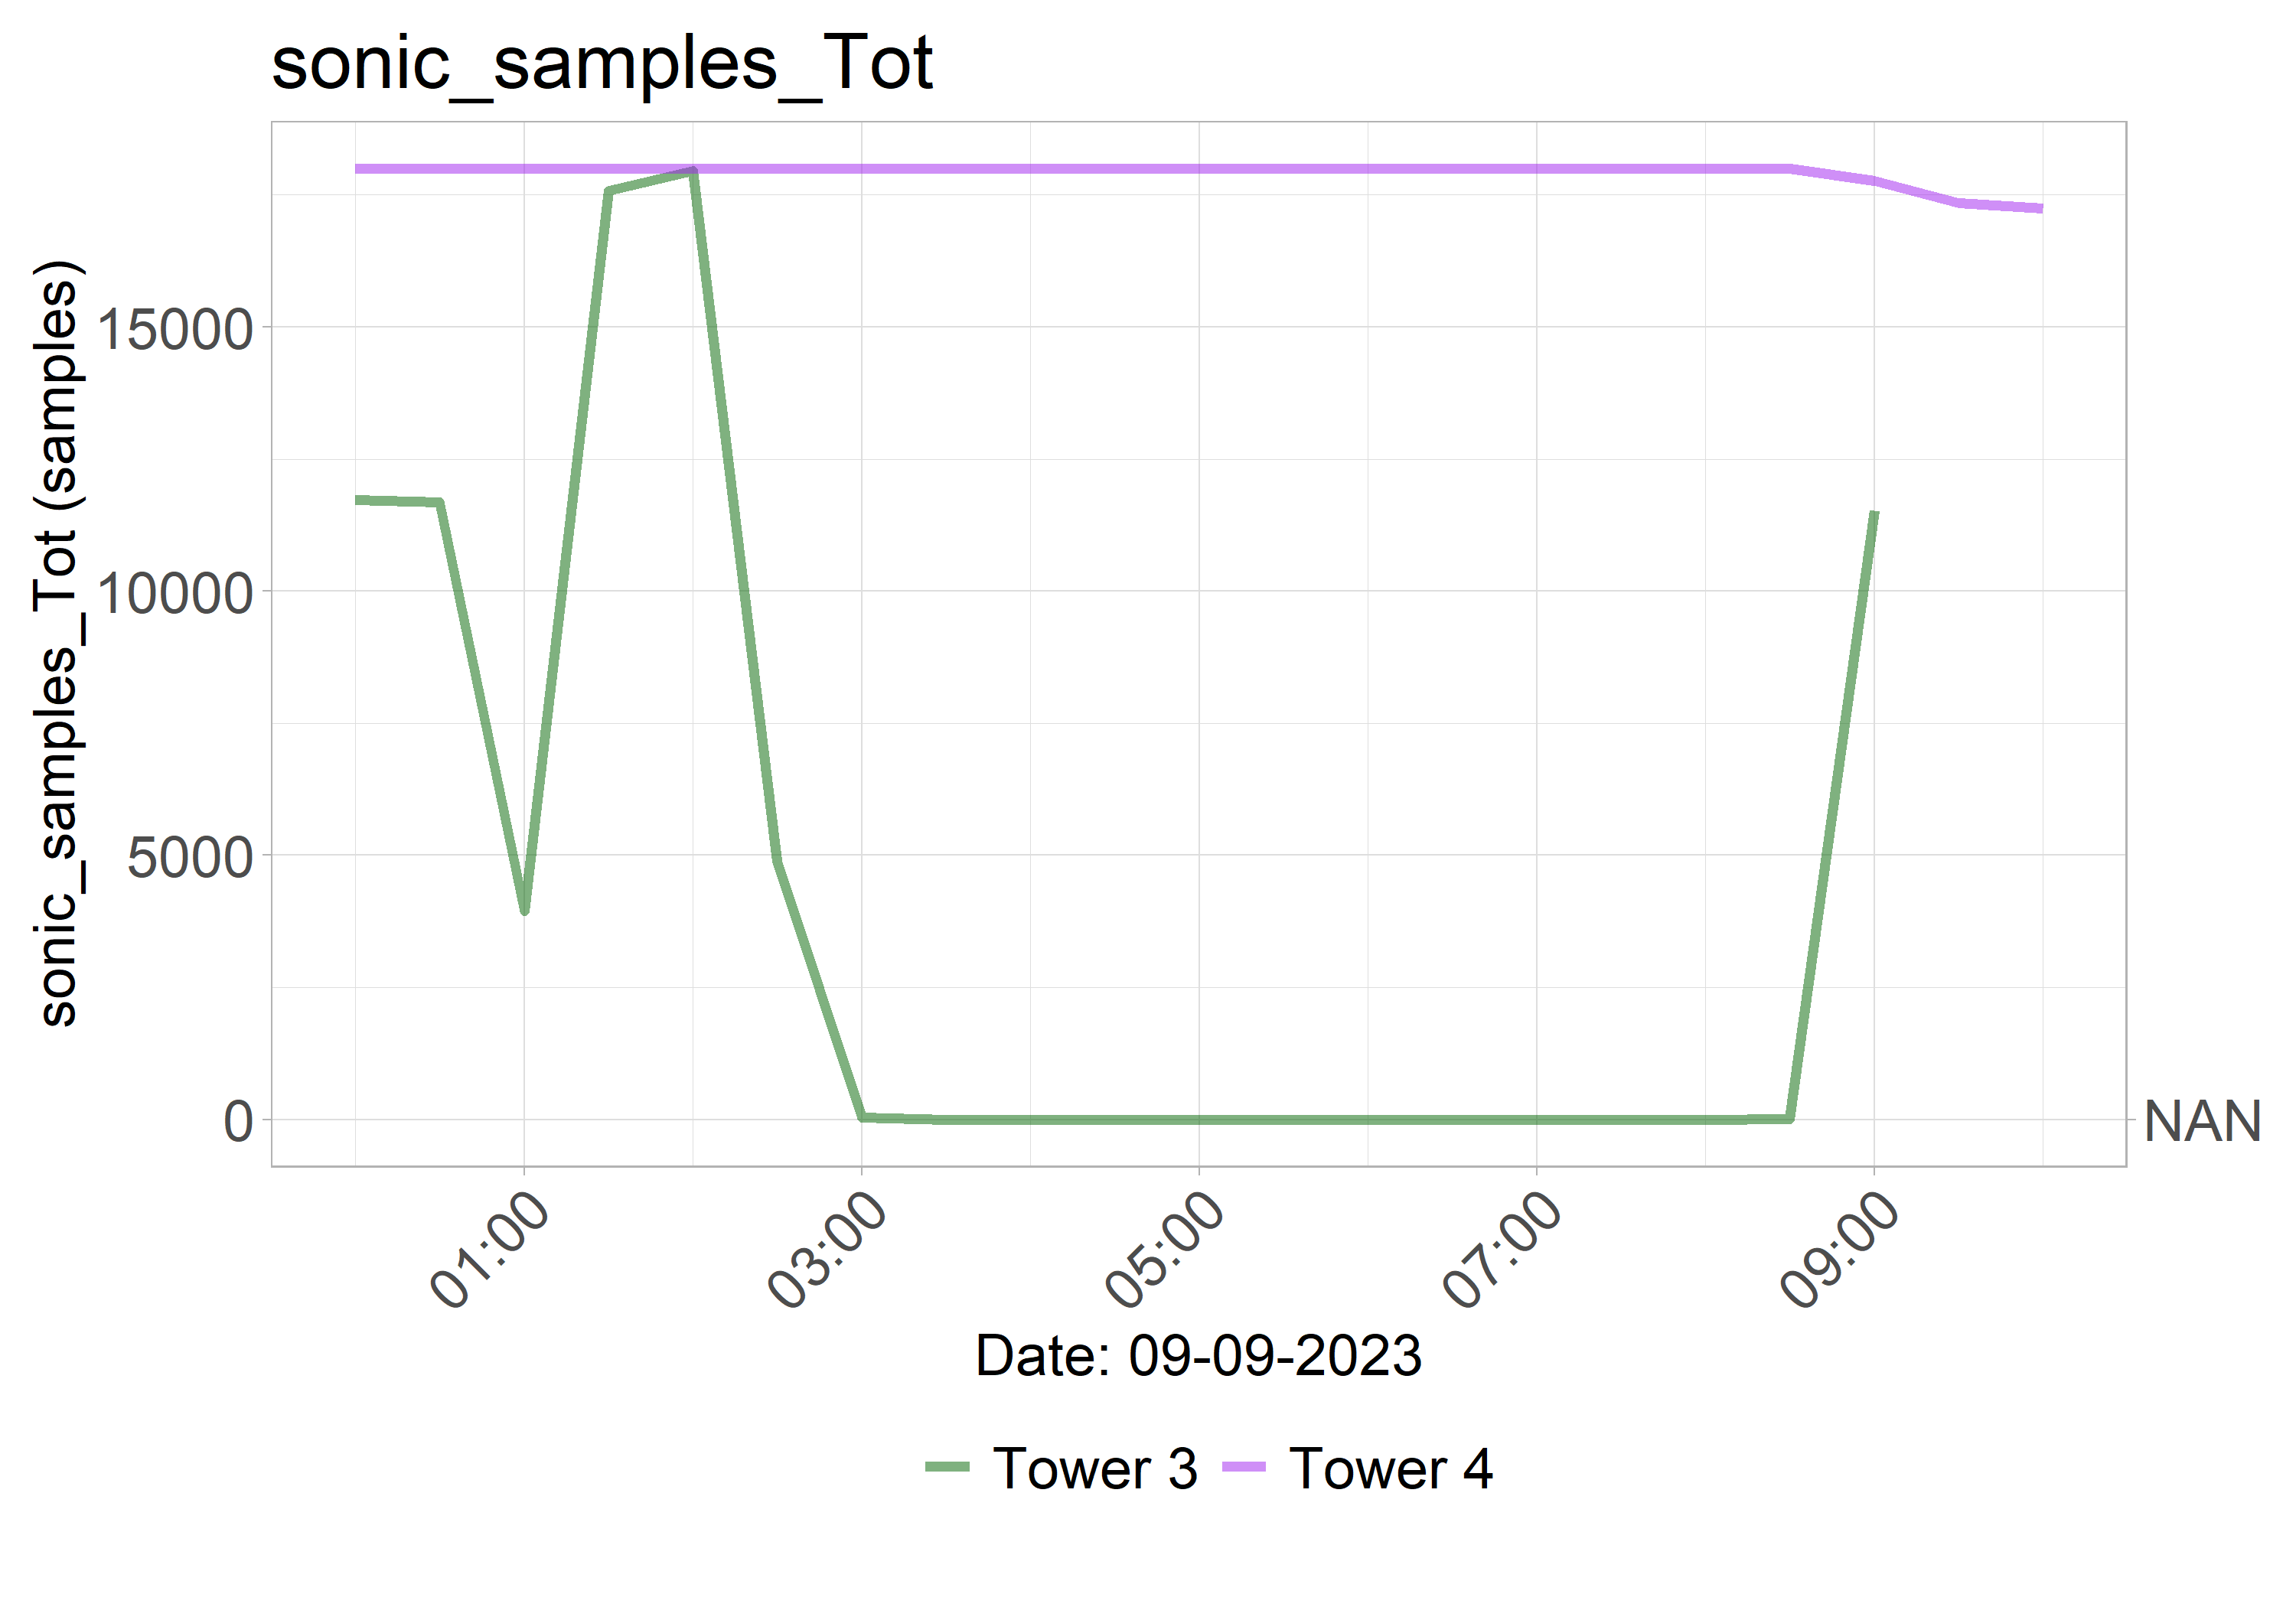 sonic_samples_Tot
sonic_samples_Tot (samples)
15000
10000
5000
0
NAN
01:00
03:00
05:00
07:00
09:00
Date: 09-09-2023
Tower 3
Tower 4